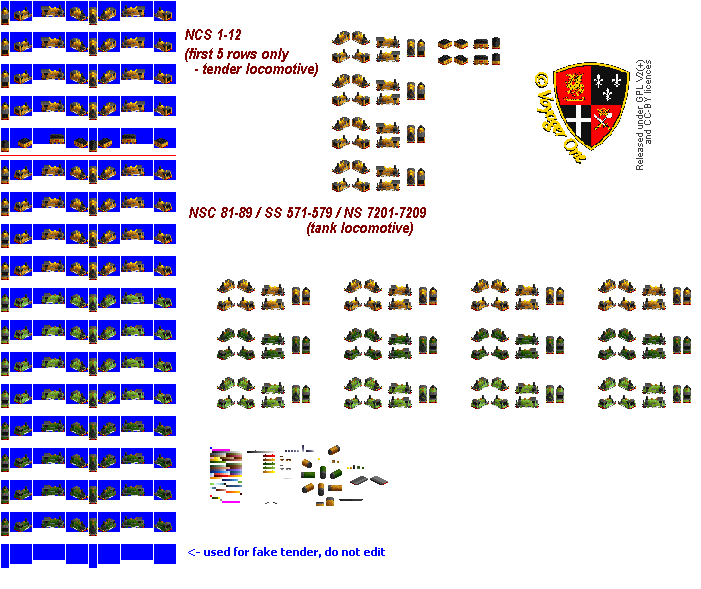 NCS 1-12
(first 5 rows only
- tender locomotive)
NSC 81-89 / SS 571-579 / NS 7201-7209
(tank locomotive)
<- used for fake tender, do not edit
Released under GPL V2(+)
and CC-BY licences